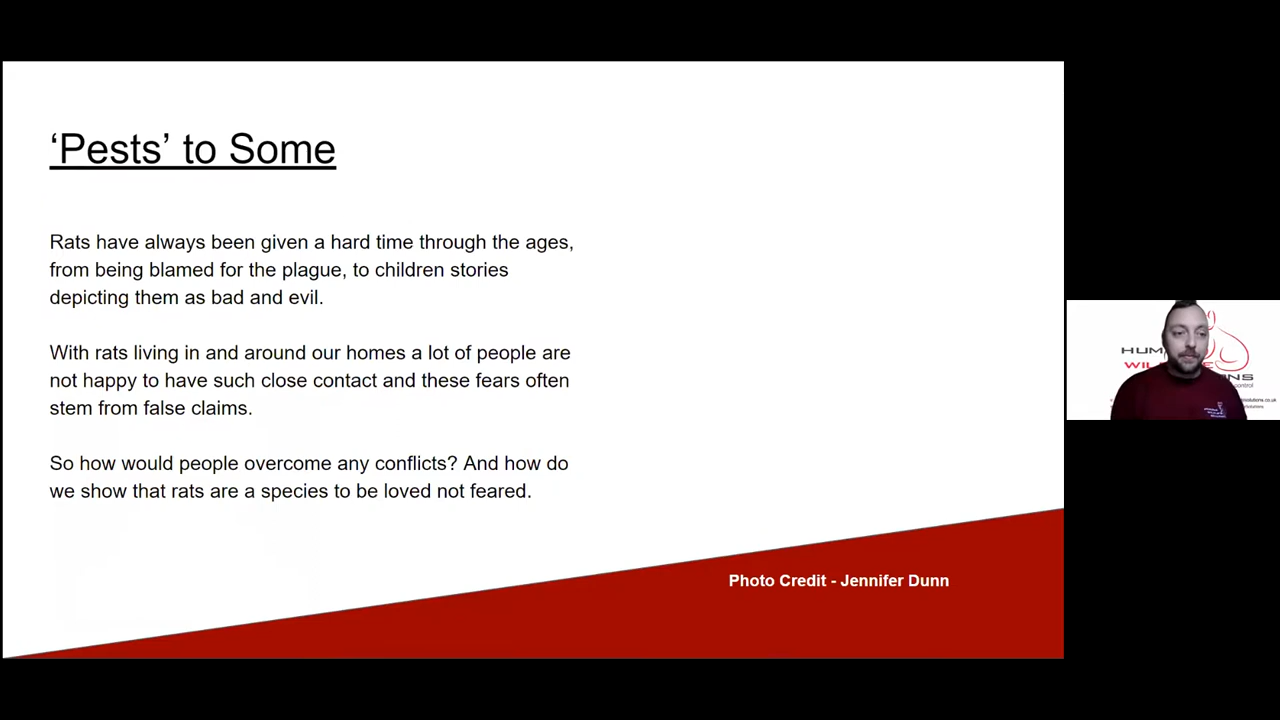 ‘Pests’ to Some
Rats have always been given a hard time through the ages,
from being blamed for the plague, to children stories
depicting them as bad and evil.
With rats living in and around our homes a lot of people are
not happy to have such close contact and these fears often
stem from false claims.
So how would people overcome any conflicts? And how do
we show that rats are a species to be loved not feared.
Photo Credit - Jennifer Dunn